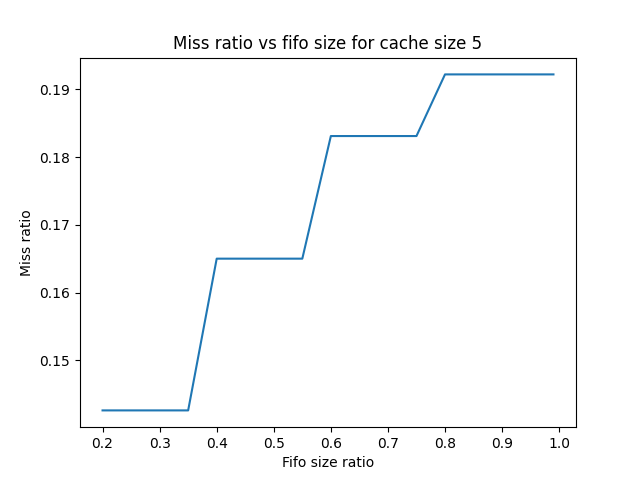 Miss ratio vs fifo size for cache size 5
0.19
0.18
0.17
0.16
0.15
Miss ratio
0.2 0.3 0.4 0.5 0.6 0.7 0.8 0.9 1.0
Fifo size ratio